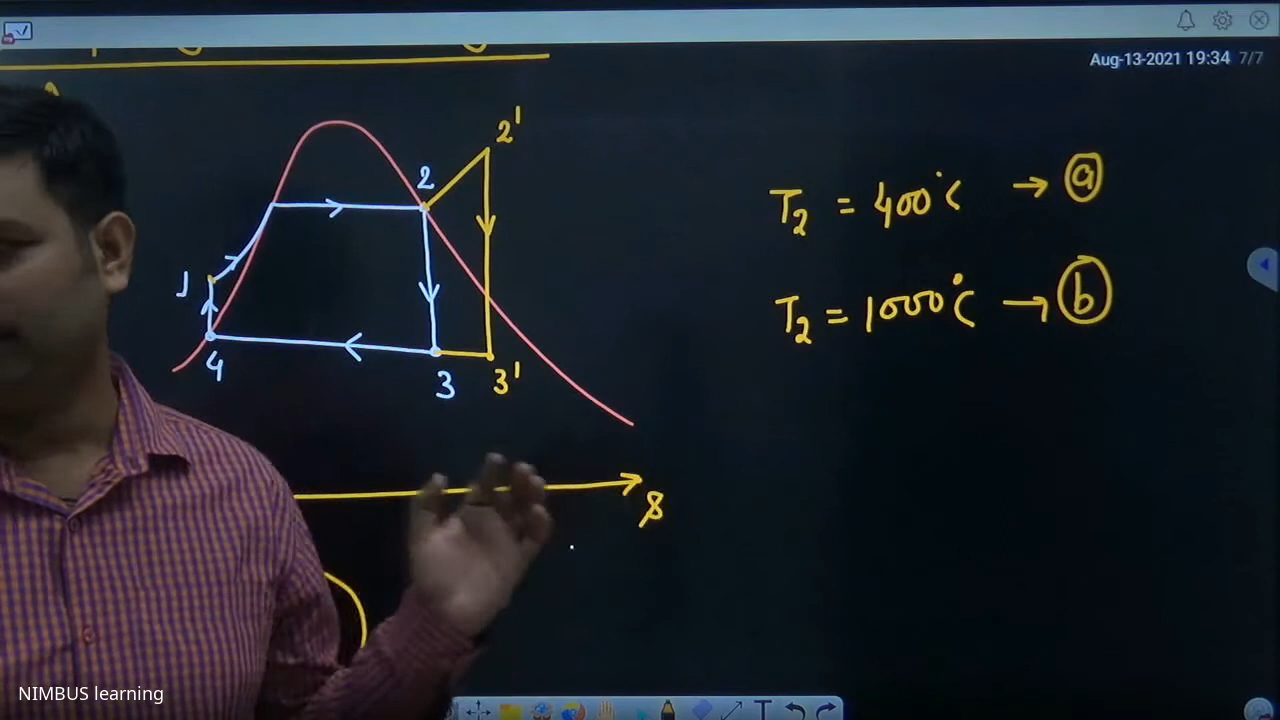 Aug-13-2021 19:34 7/7
2'
2
T₂ = 400°C → ⓐ
1
T₂ = 1000°C → ⓑ
4
3
3'
s
NIMBUS learning
T